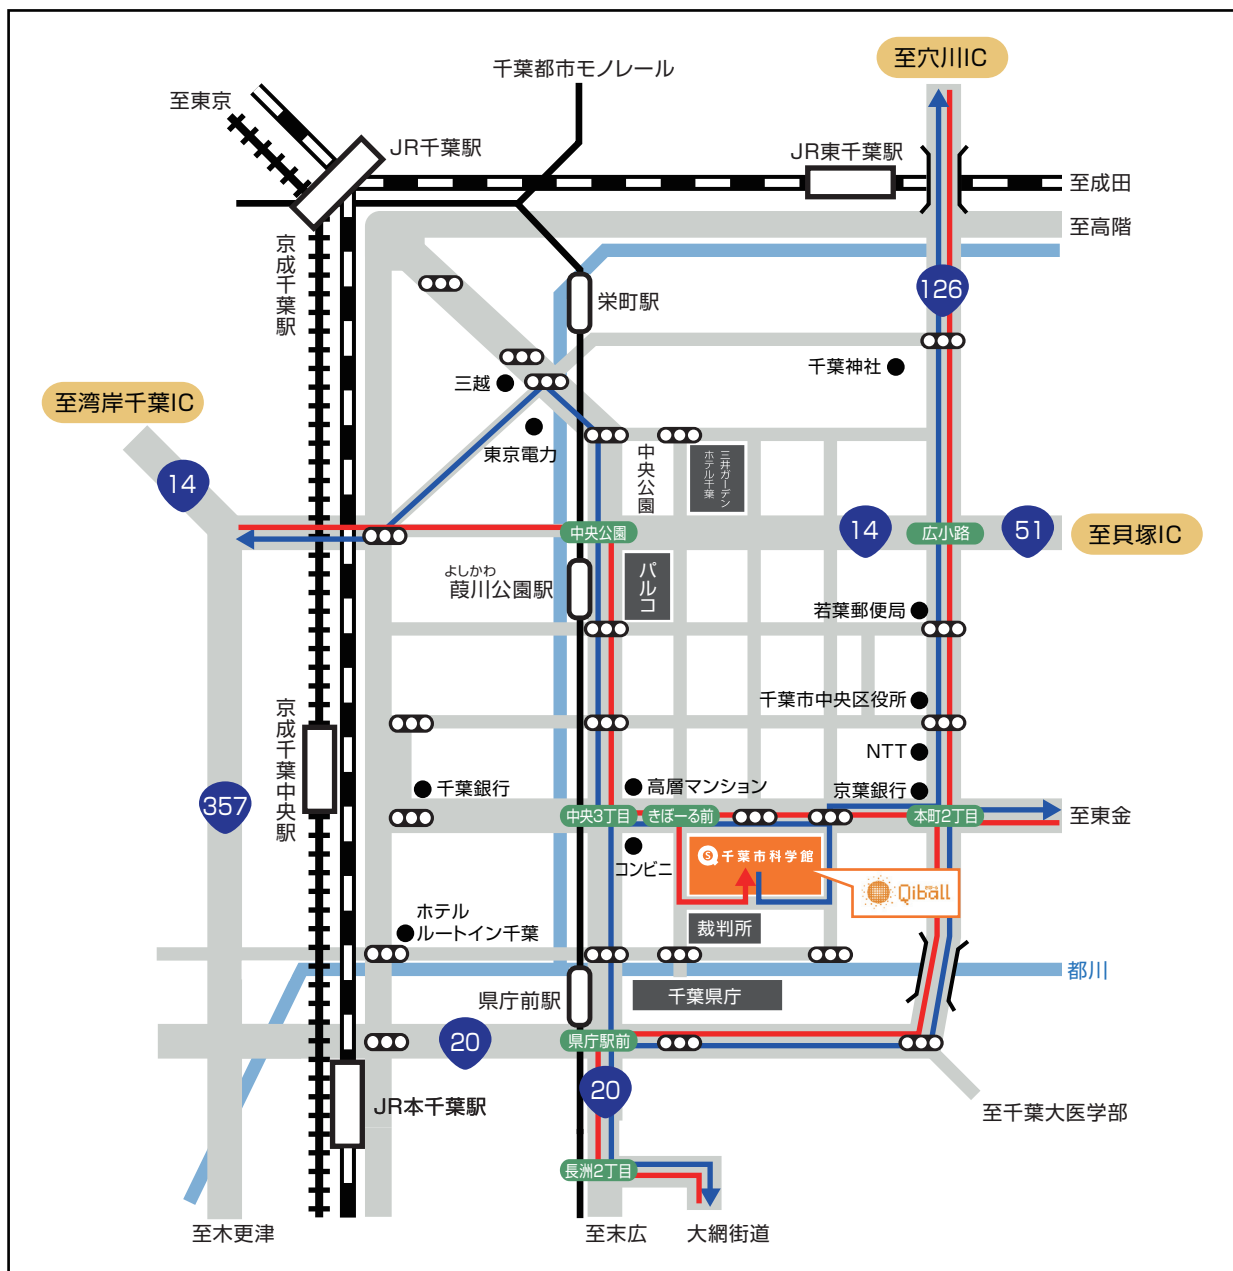 至穴川IC
千葉都市モノレール
至東京
JR千葉駅
JR東千葉駅
至成田
至高階
京成千葉駅
126
栄町駅
千葉神社
三越
至湾岸千葉IC
東京電力
中央公園
三井ガーデン
ホテル千葉
14
中央公園
14
広小路
51
至貝塚IC
よしかわ
葭川公園駅
パルコ
若葉郵便局
千葉市中央区役所
京成千葉中央駅
NTT
千葉銀行
高層マンション
京葉銀行
357
中央3丁目
きぼーる前
本町2丁目
至東金
コンビニ
千葉市科学館
Qiball
ホテル
ルートイン千葉
裁判所
都川
県庁前駅
千葉県庁
20
県庁駅前
20
JR本千葉駅
至千葉大医学部
長洲2丁目
至木更津
至末広
大網街道